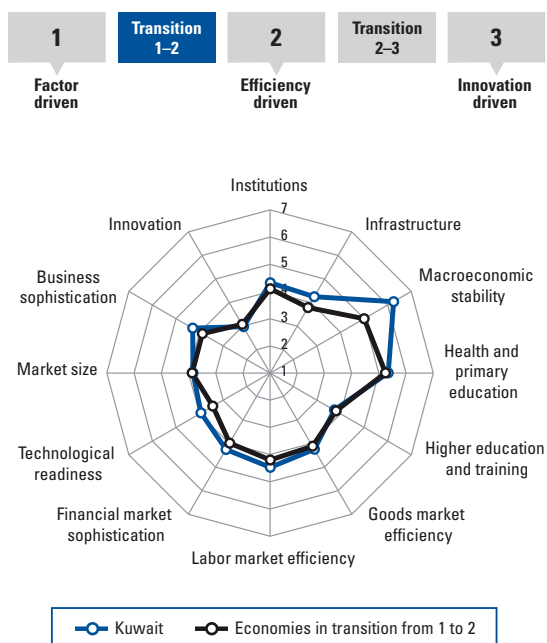 1
Transition
1–2
2
Transition
2–3
3
Factor
driven
Efficiency
driven
Innovation
driven
Institutions
Innovation
Infrastructure
Business
sophistication
Macroeconomic
stability
Market size
Health and
primary
education
Technological
readiness
Higher education
and training
Financial market
sophistication
Goods market
efficiency
Labor market efficiency
7
6
5
4
3
2
1
Kuwait
Economies in transition from 1 to 2